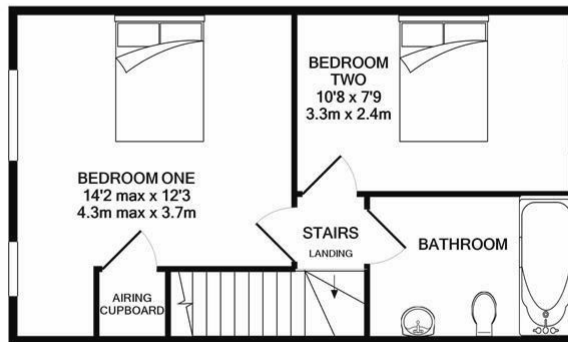 BEDROOM ONE
14'2 max x 12'3
4.3m max x 3.7m
BEDROOM
TWO
10'8 x 7'9
3.3m x 2.4m
STAIRS
LANDING
BATHROOM
AIRING
CUPBOARD